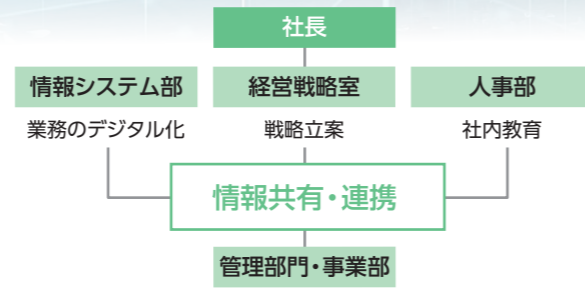 社長
情報システム部
経営戦略室
人事部
業務のデジタル化
戦略立案
社内教育
情報共有・連携
管理部門・事業部